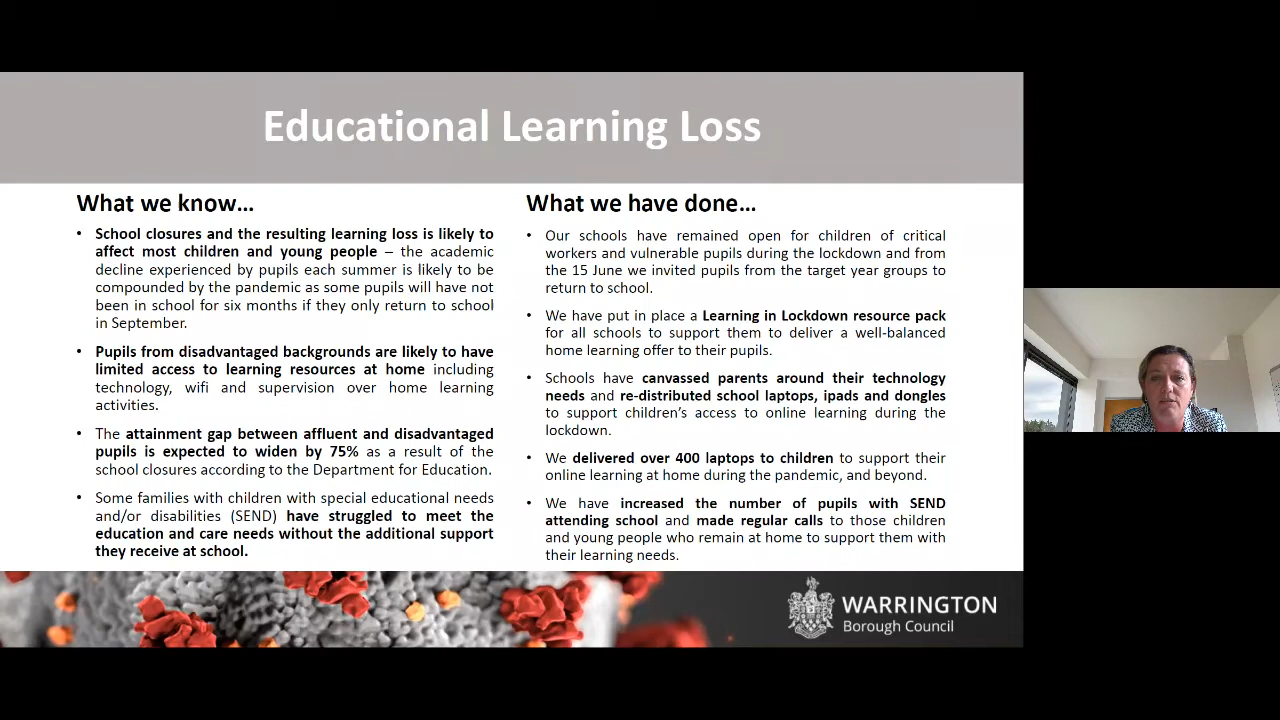 Educational Learning Loss
What we know…
• School closures and the resulting learning loss is likely to
affect most children and young people – the academic
decline experienced by pupils each summer is likely to be
compounded by the pandemic as some pupils will have not
been in school for six months if they only return to school
in September.
• Pupils from disadvantaged backgrounds are likely to have
limited access to learning resources at home including
technology, wifi and supervision over home learning
activities.
• The attainment gap between affluent and disadvantaged
pupils is expected to widen by 75% as a result of the
school closures according to the Department for Education.
• Some families with children with special educational needs
and/or disabilities (SEND) have struggled to meet the
education and care needs without the additional support
they receive at school.
What we have done…
• Our schools have remained open for children of critical
workers and vulnerable pupils during the lockdown and from
the 15 June we invited pupils from the target year groups to
return to school.
• We have put in place a Learning in Lockdown resource pack
for all schools to support them to deliver a well-balanced
home learning offer to their pupils.
• Schools have canvassed parents around their technology
needs and re-distributed school laptops, ipads and dongles
to support children's access to online learning during the
lockdown.
• We delivered over 400 laptops to children to support their
online learning at home during the pandemic, and beyond.
• We have increased the number of pupils with SEND
attending school and made regular calls to those children
and young people who remain at home to support them with
their learning needs.
WARRINGTON
Borough Council